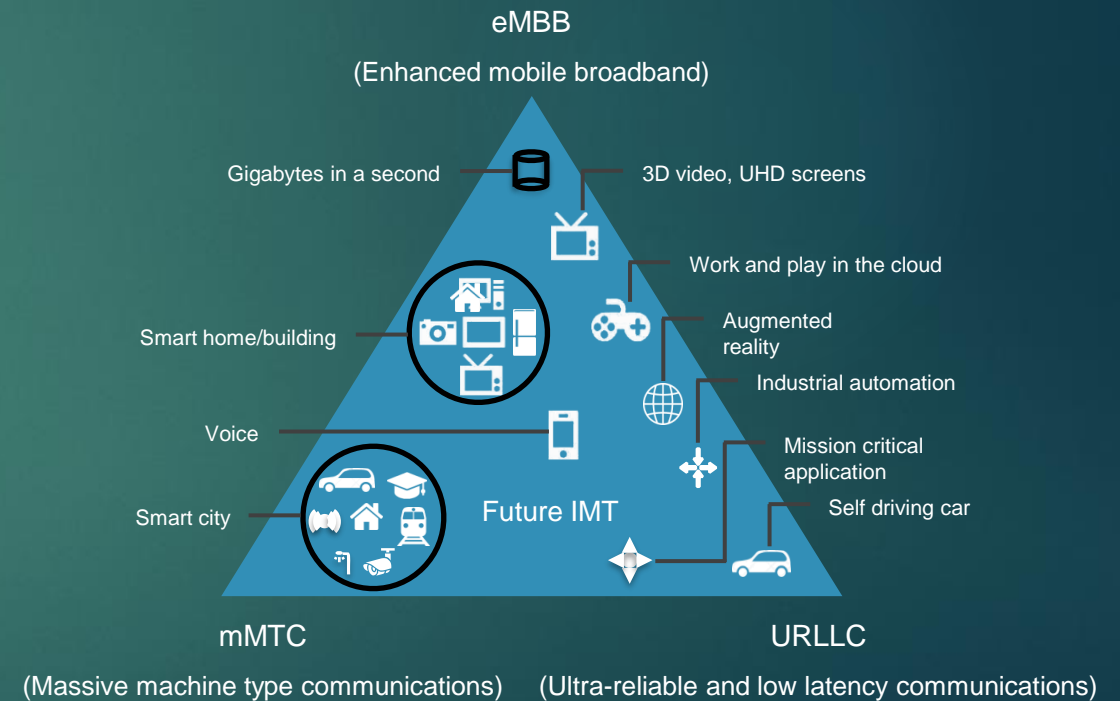 eMBB
(Enhanced mobile broadband)
Gigabytes in a second
3D video, UHD screens
Work and play in the cloud
Smart home/building
Augmented
reality
Industrial automation
Voice
Mission critical
application
Smart city
Future IMT
Self driving car
mMTC
(Massive machine type communications)
URLLC
(Ultra-reliable and low latency communications)